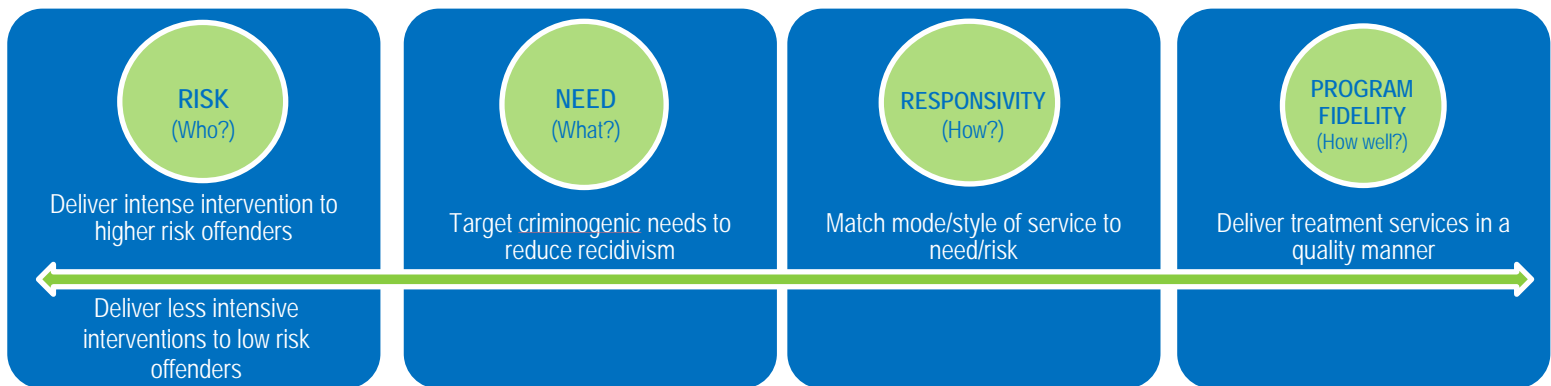 RISK
(Who?)
Deliver intense intervention to
higher risk offenders
Deliver less intensive
interventions to low risk
offenders
NEED
(What?)
Target criminogenic needs to
reduce recidivism
RESPONSIVITY
(How?)
Match mode/style of service to
need/risk
PROGRAM
FIDELITY
(How well?)
Deliver treatment services in a
quality manner